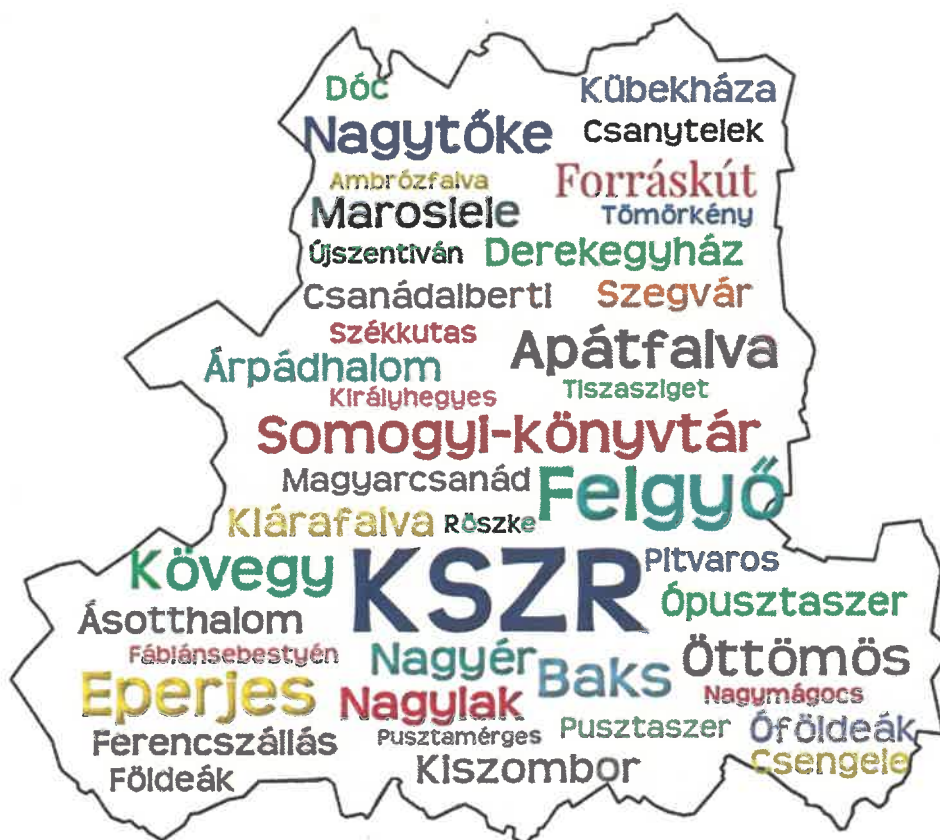 Dóc Kübekháza
Nagytőke Csanytelek
Ambrózfalva Forráskút
Maroslele Tömörkény
Újszentiván Derekegyház
Csanádalberti Szegvár
Székkutas Apátfalva
Árpádhalom Tiszasziget
Királyhegyes
Somogyi-könyvtár
Magyarcsanád Felgyő
Klárafalva Röszke
Kövegy KSZR Pitvaros
Ásotthalom Ópusztaszer
Fábiánsebestyén Nagyér Baks Öttömös
Eperjes Nagylak Nagymágocs
Ferencszállás Pusztamérges Pusztaszer Óföldeák
Földeák Kiszombor Csengele